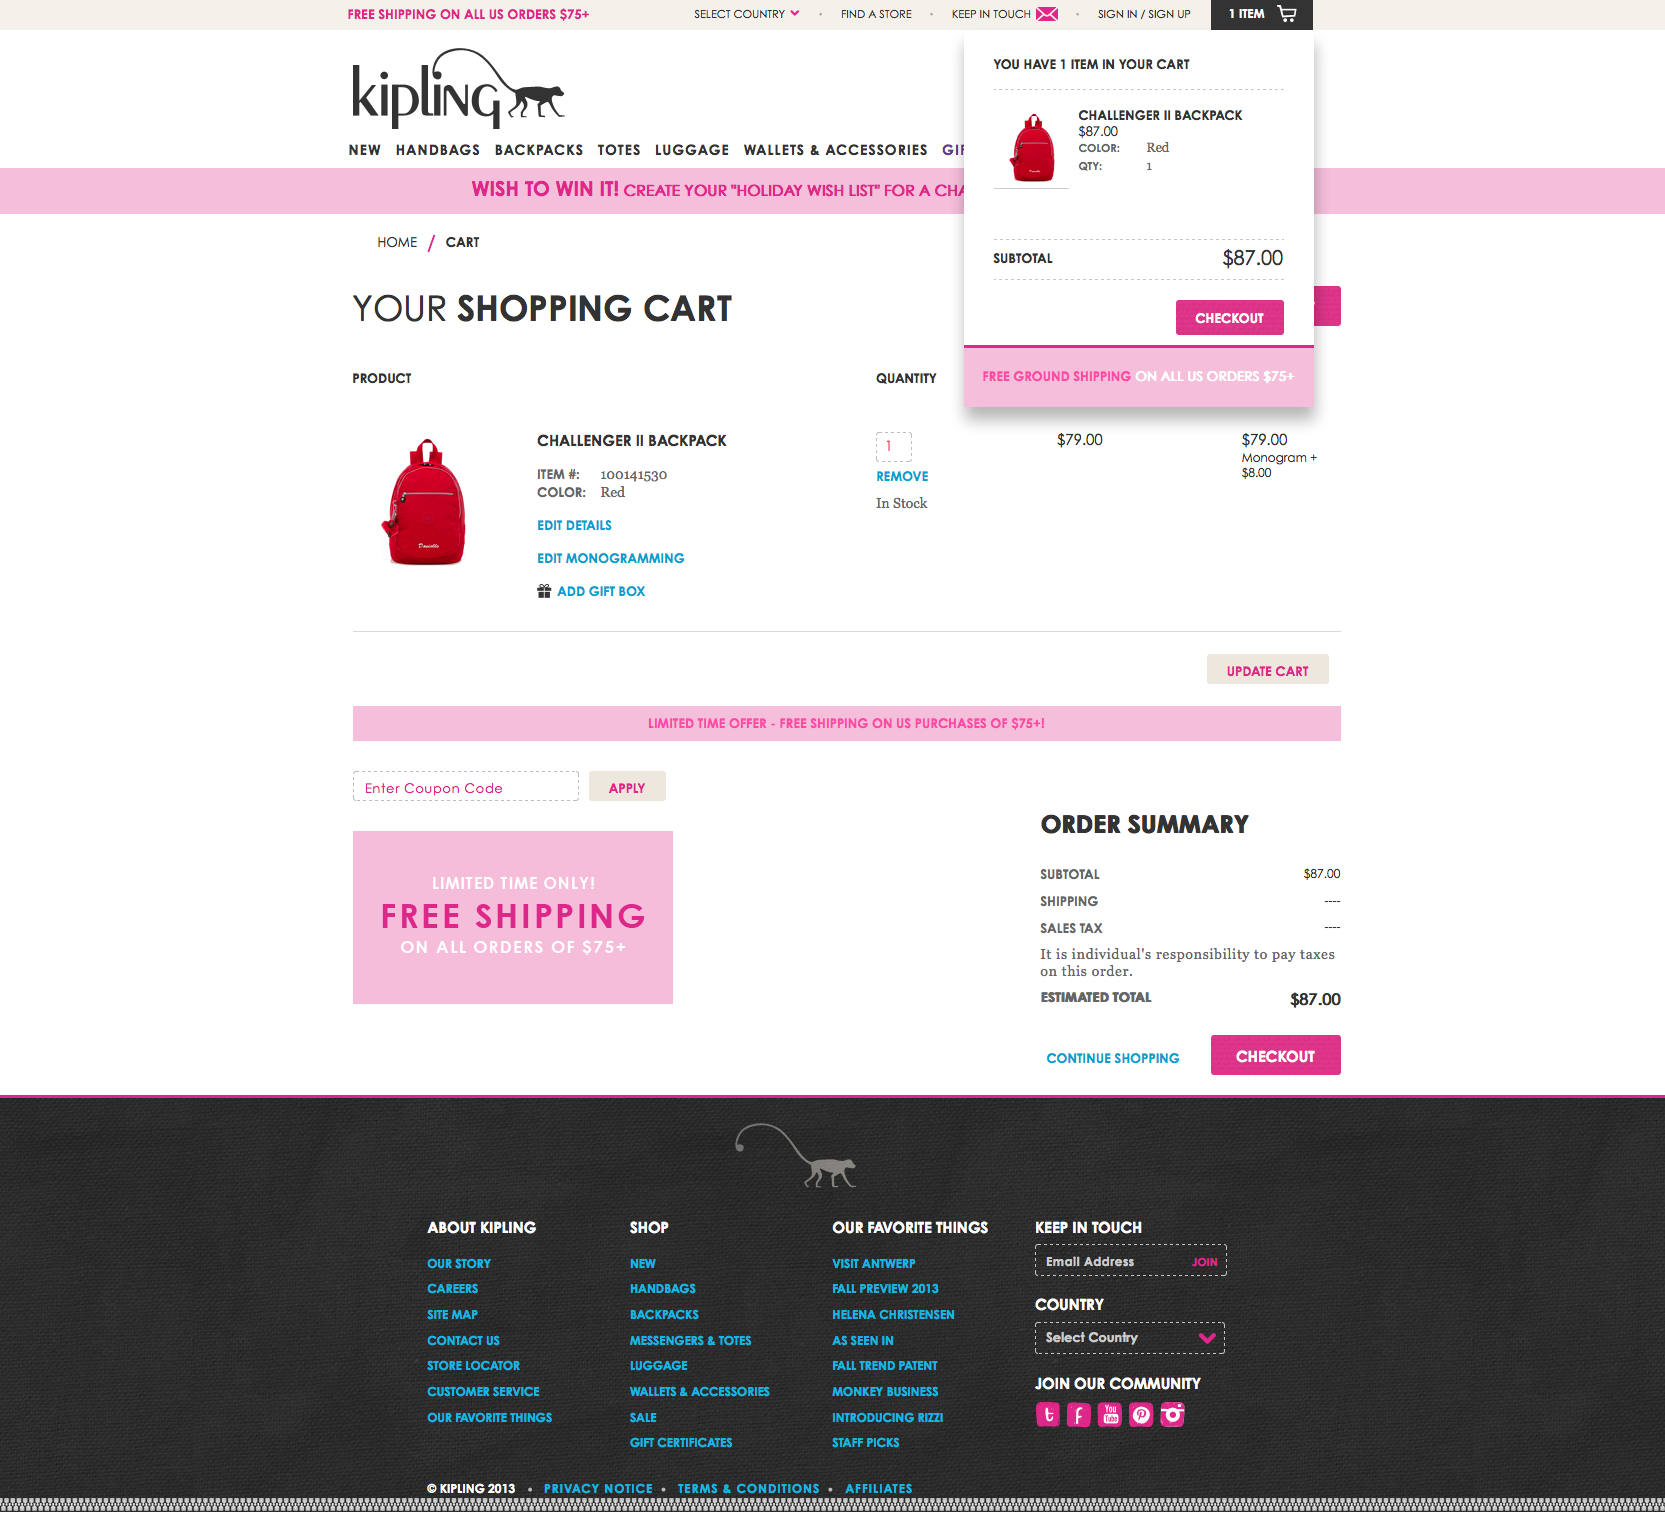 FREE SHIPPING ON ALL US ORDERS $75+
SELECT COUNTRY
FIND A STORE
KEEP IN TOUCH
SIGN IN / SIGN UP
1 ITEM
kipling
NEW HANDBAGS BACKPACKS TOTES LUGGAGE WALLETS & ACCESSORIES GIF
WISH TO WIN IT! CREATE YOUR "HOLIDAY WISH LIST" FOR A CHA
YOU HAVE 1 ITEM IN YOUR CART
CHALLENGER II BACKPACK
$87.00
COLOR: Red
QTY: 1
SUBTOTAL $87.00
CHECKOUT
FREE GROUND SHIPPING ON ALL US ORDERS $75+
HOME / CART
YOUR SHOPPING CART
PRODUCT
QUANTITY
CHALLENGER II BACKPACK
ITEM #: 100141530
COLOR: Red
EDIT DETAILS
EDIT MONOGRAMMING
ADD GIFT BOX
Danielle
1
REMOVE
In Stock
$79.00
$79.00
Monogram +
$8.00
UPDATE CART
LIMITED TIME OFFER - FREE SHIPPING ON US PURCHASES OF $75+!
Enter Coupon Code
APPLY
LIMITED TIME ONLY!
FREE SHIPPING
ON ALL ORDERS OF $75+
ORDER SUMMARY
SUBTOTAL $87.00
SHIPPING ----
SALES TAX ----
It is individual's responsibility to pay taxes
on this order.
ESTIMATED TOTAL $87.00
CONTINUE SHOPPING
CHECKOUT
ABOUT KIPLING
OUR STORY
CAREERS
SITE MAP
CONTACT US
STORE LOCATOR
CUSTOMER SERVICE
OUR FAVORITE THINGS
SHOP
NEW
HANDBAGS
BACKPACKS
MESSENGERS & TOTES
LUGGAGE
WALLETS & ACCESSORIES
SALE
GIFT CERTIFICATES
OUR FAVORITE THINGS
VISIT ANTWERP
FALL PREVIEW 2013
HELENA CHRISTENSEN
AS SEEN IN
FALL TREND PATENT
MONKEY BUSINESS
INTRODUCING RIZZI
STAFF PICKS
KEEP IN TOUCH
Email Address JOIN
COUNTRY
Select Country
JOIN OUR COMMUNITY
You
Tube
© KIPLING 2013 • PRIVACY NOTICE • TERMS & CONDITIONS • AFFILIATES